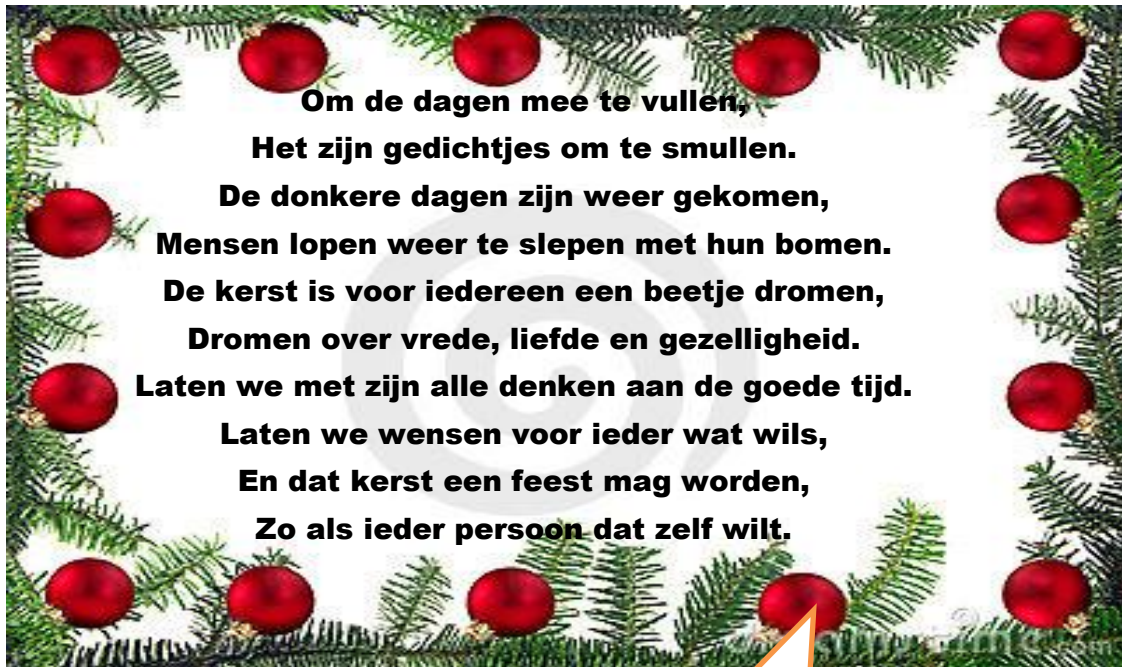 Om de dagen mee te vullen,
Het zijn gedichtjes om te smullen.
De donkere dagen zijn weer gekomen,
Mensen lopen weer te slepen met hun bomen.
De kerst is voor iedereen een beetje dromen,
Dromen over vrede, liefde en gezelligheid.
Laten we met zijn alle denken aan de goede tijd.
Laten we wensen voor ieder wat wils,
En dat kerst een feest mag worden,
Zo als ieder persoon dat zelf wilt.